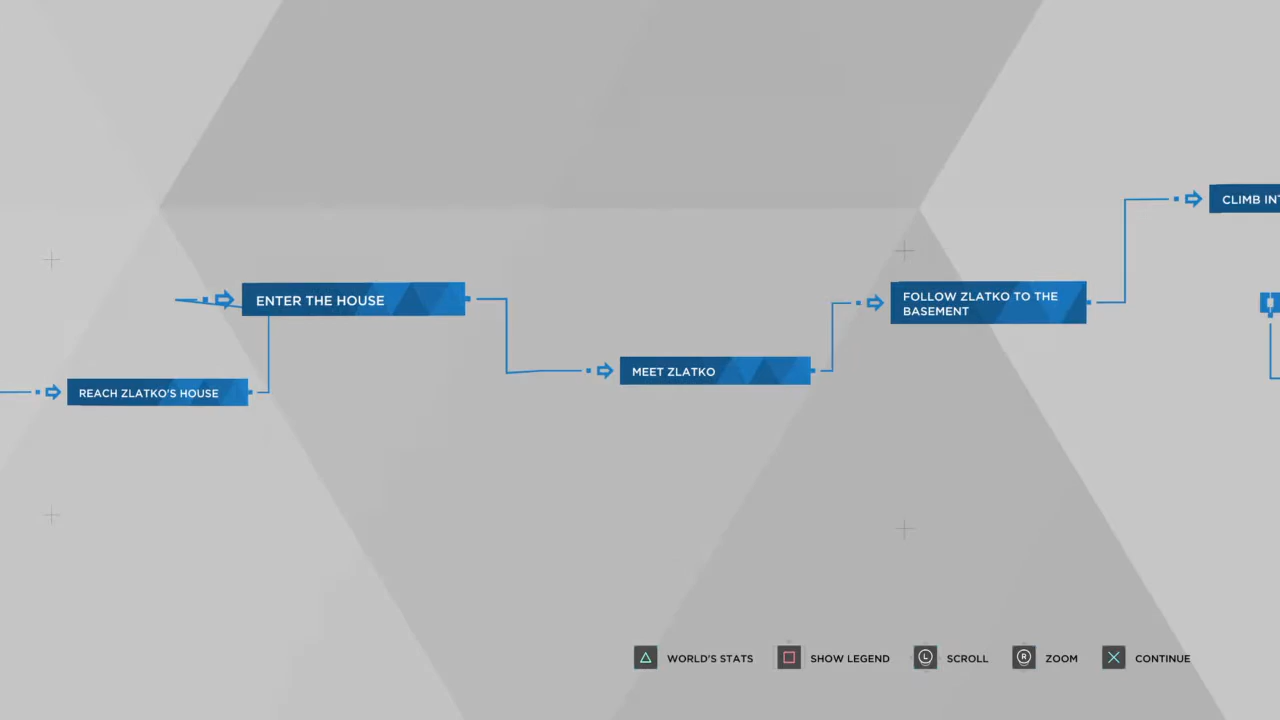 CLIMB INT
ENTER THE HOUSE
FOLLOW ZLATKO TO THE
BASEMENT
MEET ZLATKO
REACH ZLATKO'S HOUSE
WORLD'S STATS
SHOW LEGEND
L SCROLL
R ZOOM
CONTINUE